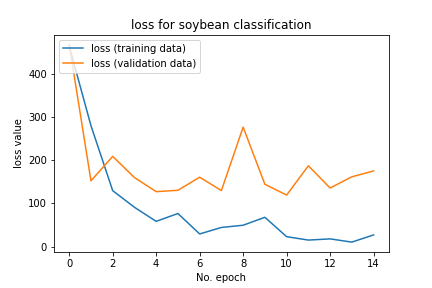 loss for soybean classification
loss (training data)
loss (validation data)
loss value
400
300
200
100
0
0 2 4 6 8 10 12 14
No. epoch